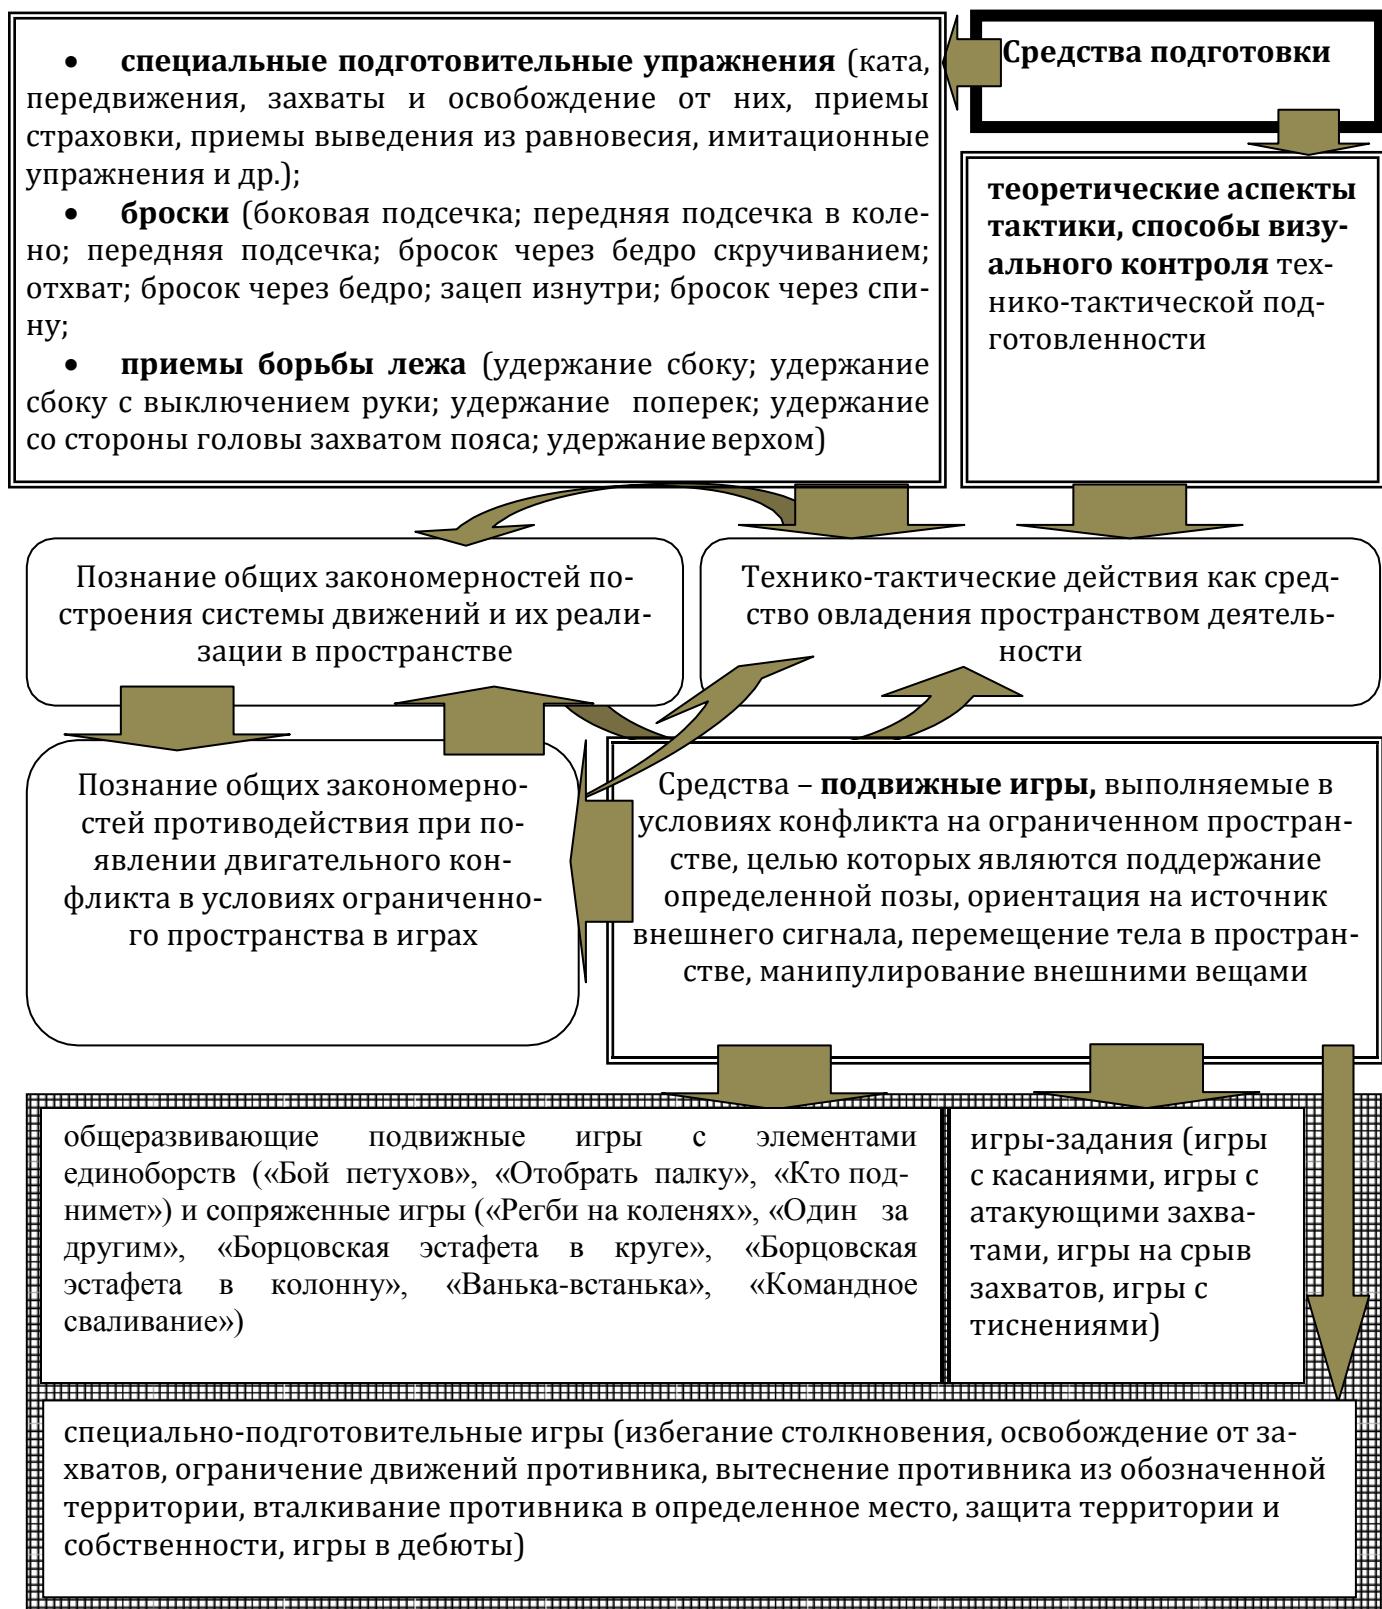 Средства подготовки
• специальные подготовительные упражнения (ката,
передвижения, захваты и освобождение от них, приемы
страховки, приемы выведения из равновесия, имитационные
упражнения и др.);
• броски (боковая подсечка; передняя подсечка в коле-
но; передняя подсечка; бросок через бедро скручиванием;
отхват; бросок через бедро; зацеп изнутри; бросок через спи-
ну;
• приемы борьбы лежа (удержание сбоку; удержание
сбоку с выключением руки; удержание поперек; удержание
со стороны головы захватом пояса; удержание верхом)
теоретические аспекты
тактики, способы визу-
ального контроля тех-
нико-тактической под-
готовленности
Познание общих закономерностей по-
строения системы движений и их реали-
зации в пространстве
Технико-тактические действия как сред-
ство овладения пространством деятель-
ности
Познание общих закономерно-
стей противодействия при по-
явлении двигательного кон-
фликта в условиях ограниченно-
го пространства в играх
Средства – подвижные игры, выполняемые в
условиях конфликта на ограниченном простран-
стве, целью которых являются поддержание
определенной позы, ориентация на источник
внешнего сигнала, перемещение тела в простран-
стве, манипулирование внешними вещами
общеразвивающие подвижные игры с элементами
единоборств («Бой петухов», «Отобрать палку», «Кто под-
нимет») и сопряженные игры («Регби на коленях», «Один за
другим», «Борцовская эстафета в круге», «Борцовская
эстафета в колонну», «Ванька-встанька», «Командное
сваливание»)
игры-задания (игры
с касаниями, игры с
атакующими захва-
тами, игры на срыв
захватов, игры с
тиснениями)
специально-подготовительные игры (избегание столкновения, освобождение от за-
хватов, ограничение движений противника, вытеснение противника из обозначенной
территории, вталкивание противника в определенное место, защита территории и
собственности, игры в дебюты)